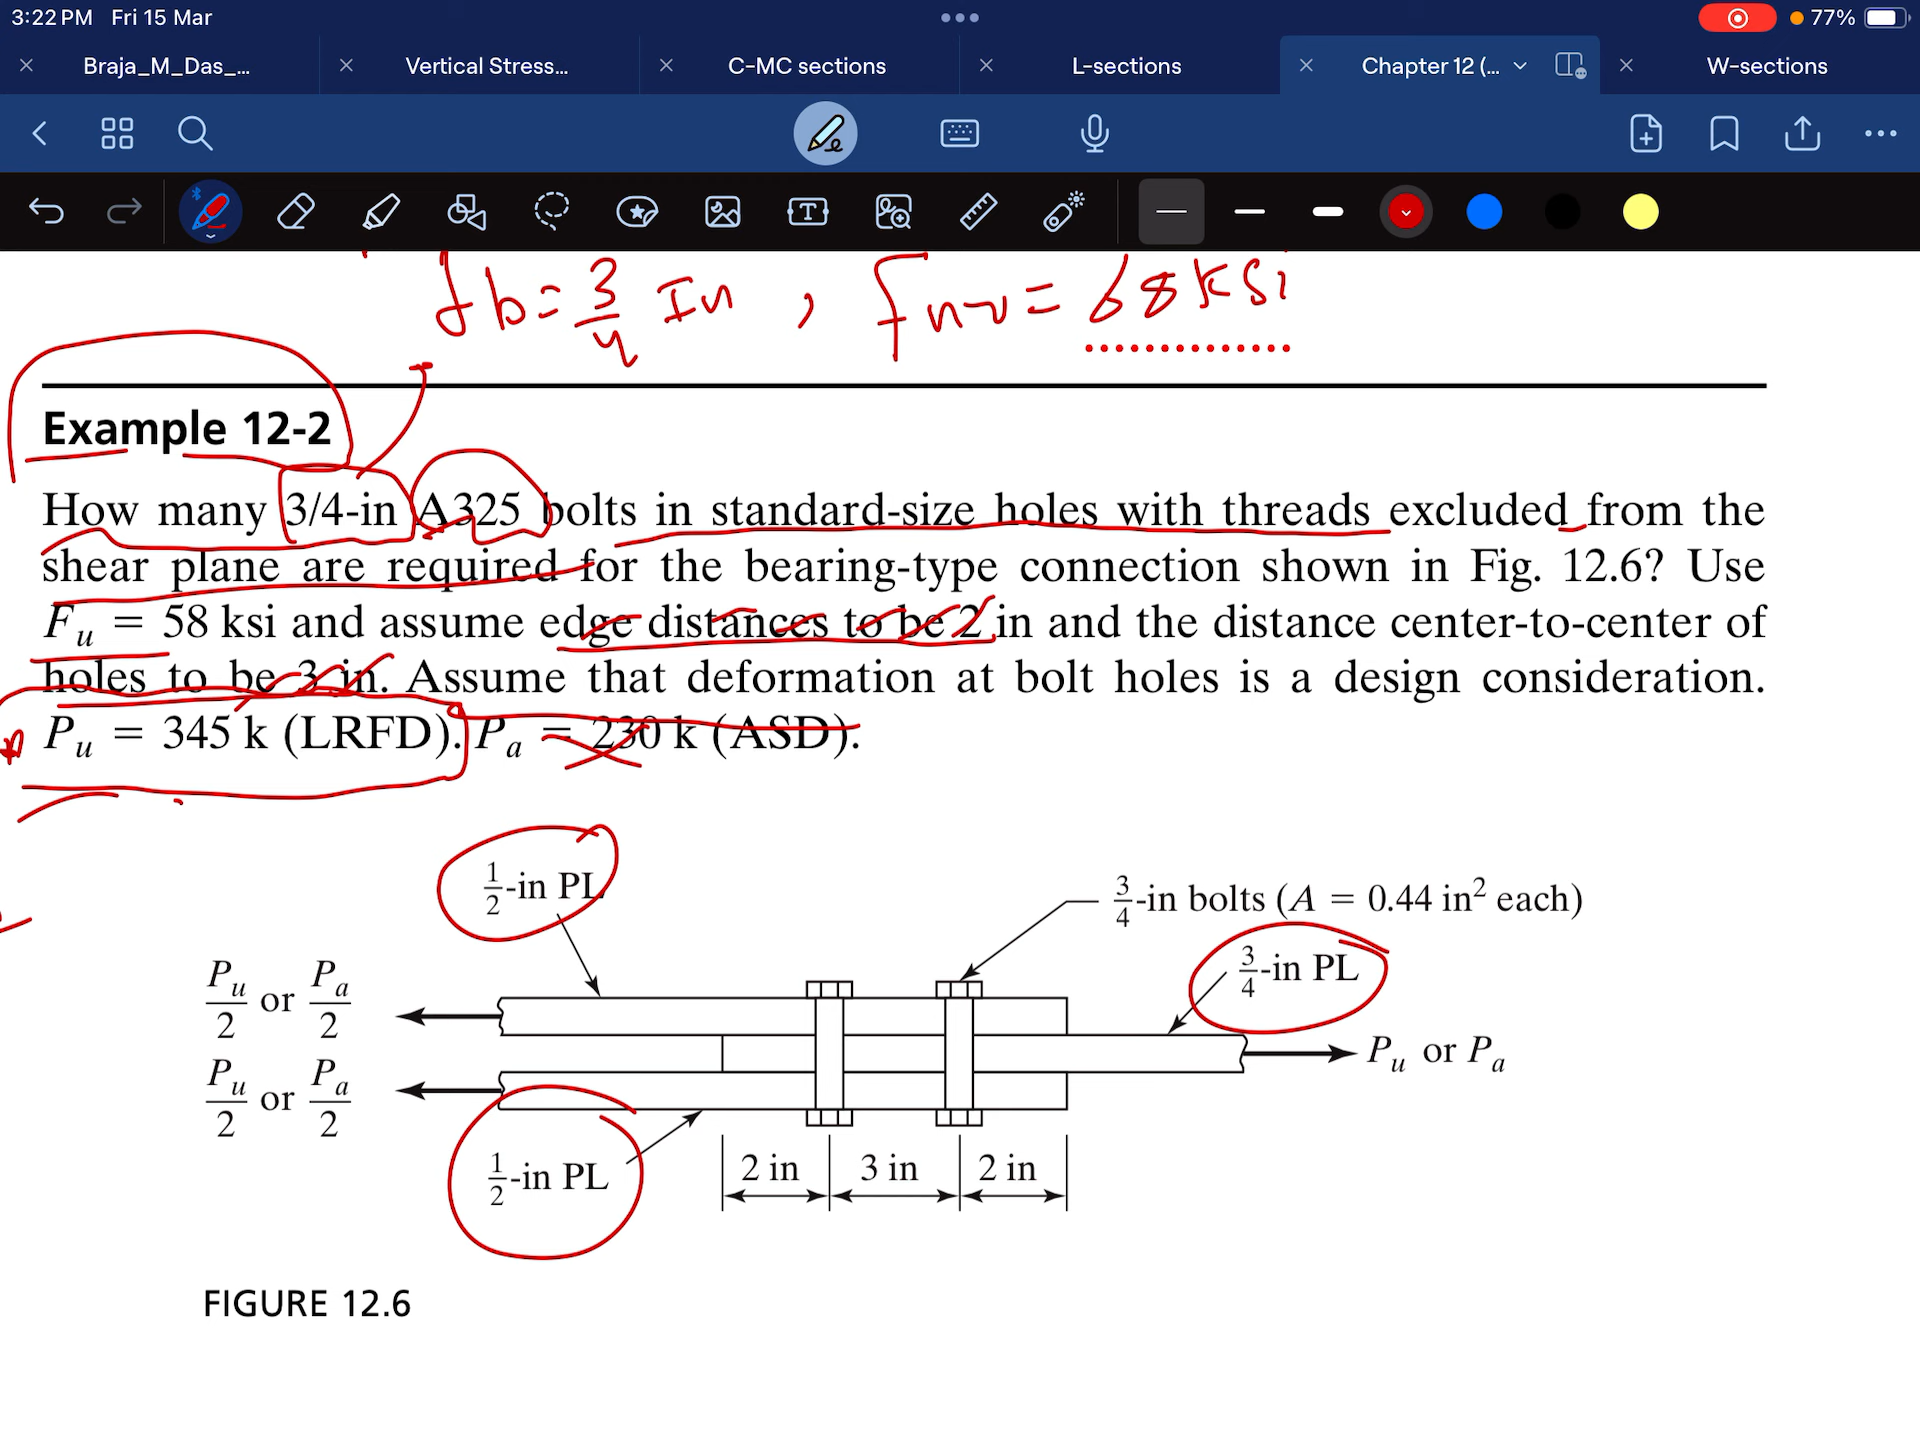 3:22 PM Fri 15 Mar
77%
Braja_M_Das_...
Vertical Stress...
C-MC sections
L-sections
Chapter 12 (...
W-sections
db = 3/4 In , Fnv = 68 ksi
Example 12-2
How many 3/4-in A325 bolts in standard-size holes with threads excluded from the
shear plane are required for the bearing-type connection shown in Fig. 12.6? Use
Fu = 58 ksi and assume edge distances to be 2 in and the distance center-to-center of
holes to be 3 in. Assume that deformation at bolt holes is a design consideration.
Pu = 345 k (LRFD). Pa = 230 k (ASD).
1/2-in PL
3/4-in bolts (A = 0.44 in² each)
3/4-in PL
Pu/2 or Pa/2
Pu or Pa
Pu/2 or Pa/2
1/2-in PL
2 in 3 in 2 in
FIGURE 12.6